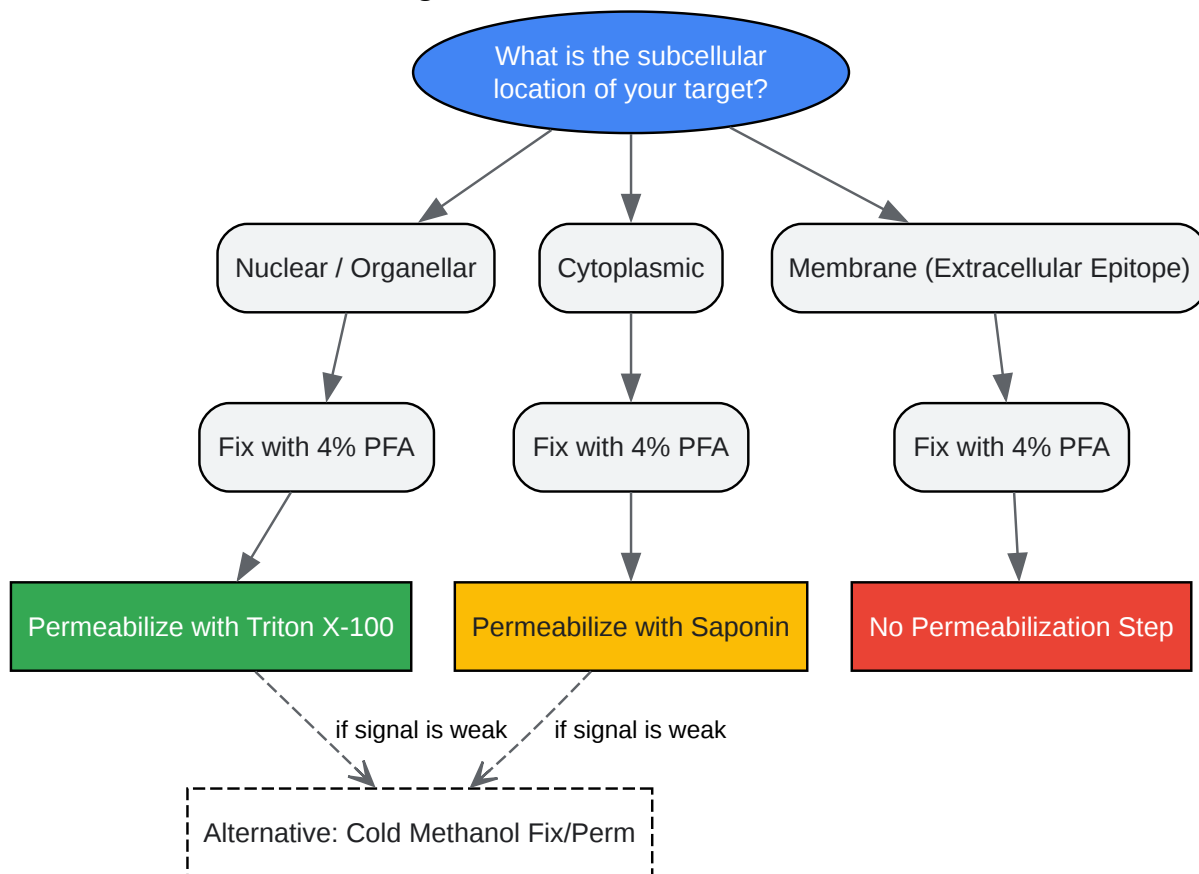 What is the subcellular
location of your target?
Nuclear / Organellar
Cytoplasmic
Membrane (Extracellular Epitope)
Fix with 4% PFA
Fix with 4% PFA
Fix with 4% PFA
Permeabilize with Triton X-100
Permeabilize with Saponin
No Permeabilization Step
if signal is weak
if signal is weak
Alternative: Cold Methanol Fix/Perm